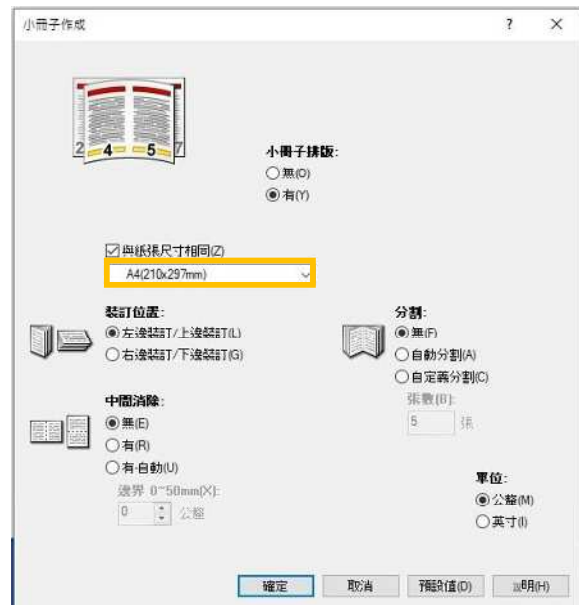 小冊子作成
? ×
2 4 5 7
小冊子排版:
無(O)
有(Y)
與紙張尺寸相同(Z)
A4(210x297mm)
裝訂位置:
左邊裝訂/上邊裝訂(L)
右邊裝訂/下邊裝訂(G)
分割:
無(F)
自動分割(A)
自定義分割(C)
張數(B):
5 張
中間消除:
無(E)
有(R)
有-自動(U)
邊界 0~50mm(X):
0 公釐
單位:
公釐(M)
英寸(I)
確定 取消 預設值(D) 說明(H)